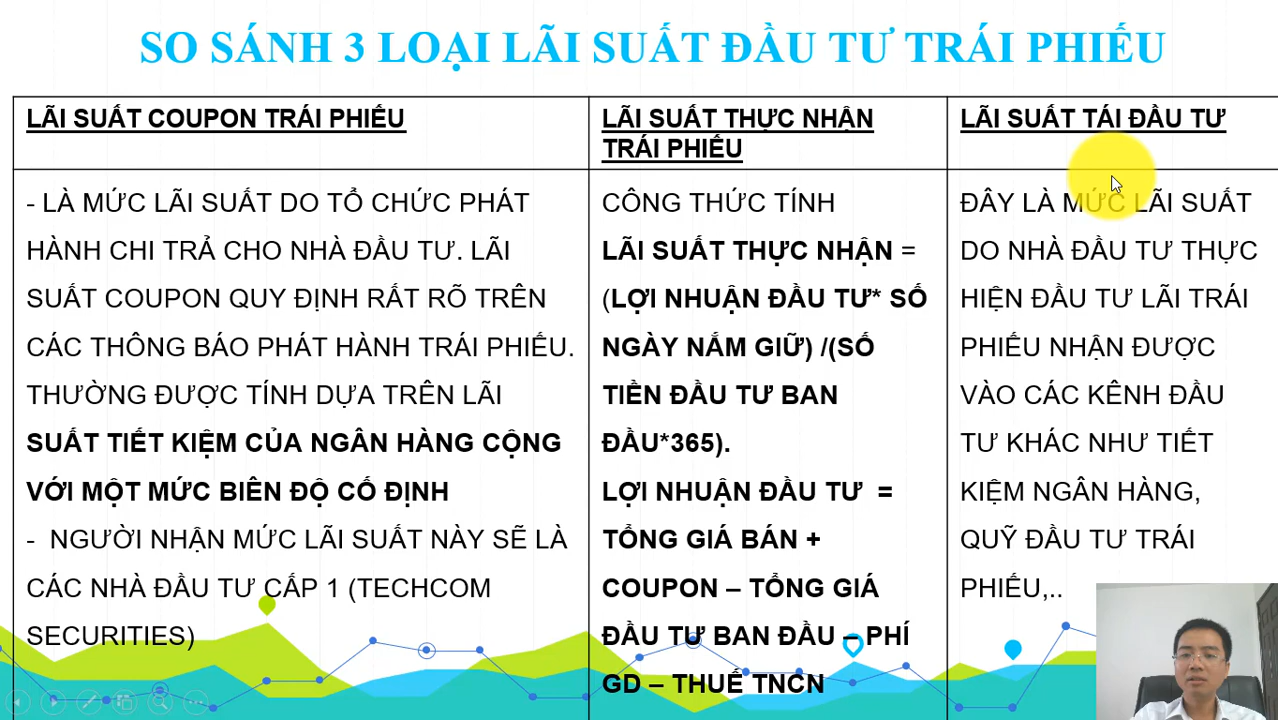 SO SÁNH 3 LOẠI LÃI SUẤT ĐẦU TƯ TRÁI PHIẾU
LÃI SUẤT COUPON TRÁI PHIẾU
- LÀ MỨC LÃI SUẤT DO TỔ CHỨC PHÁT
HÀNH CHI TRẢ CHO NHÀ ĐẦU TƯ. LÃI
SUẤT COUPON QUY ĐỊNH RẤT RÕ TRÊN
CÁC THÔNG BÁO PHÁT HÀNH TRÁI PHIẾU.
THƯỜNG ĐƯỢC TÍNH DỰA TRÊN LÃI
SUẤT TIẾT KIỆM CỦA NGÂN HÀNG CỘNG
VỚI MỘT MỨC BIÊN ĐỘ CỐ ĐỊNH
- NGƯỜI NHẬN MỨC LÃI SUẤT NÀY SẼ LÀ
CÁC NHÀ ĐẦU TƯ CẤP 1 (TECHCOM
SECURITIES)
LÃI SUẤT THỰC NHẬN
TRÁI PHIẾU
CÔNG THỨC TÍNH
LÃI SUẤT THỰC NHẬN =
(LỢI NHUẬN ĐẦU TƯ* SỐ
NGÀY NẮM GIỮ) /(SỐ
TIỀN ĐẦU TƯ BAN
ĐẦU*365).
LỢI NHUẬN ĐẦU TƯ =
TỔNG GIÁ BÁN +
COUPON – TỔNG GIÁ
ĐẦU TƯ BAN ĐẦU – PHÍ
GD – THUẾ TNCN
LÃI SUẤT TÁI ĐẦU TƯ
ĐÂY LÀ MỨC LÃI SUẤT
DO NHÀ ĐẦU TƯ THỰC
HIỆN ĐẦU TƯ LÃI TRÁI
PHIẾU NHẬN ĐƯỢC
VÀO CÁC KÊNH ĐẦU
TƯ KHÁC NHƯ TIẾT
KIỆM NGÂN HÀNG,
QUỸ ĐẦU TƯ TRÁI
PHIẾU,..